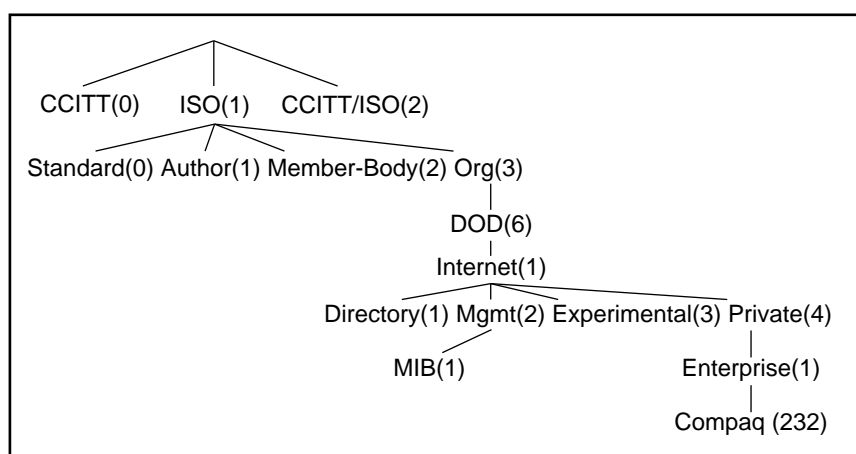 CCITT(0) ISO(1) CCITT/ISO(2)
Standard(0) Author(1) Member-Body(2) Org(3)
DOD(6)
Internet(1)
Directory(1) Mgmt(2) Experimental(3) Private(4)
MIB(1) Enterprise(1)
Compaq (232)